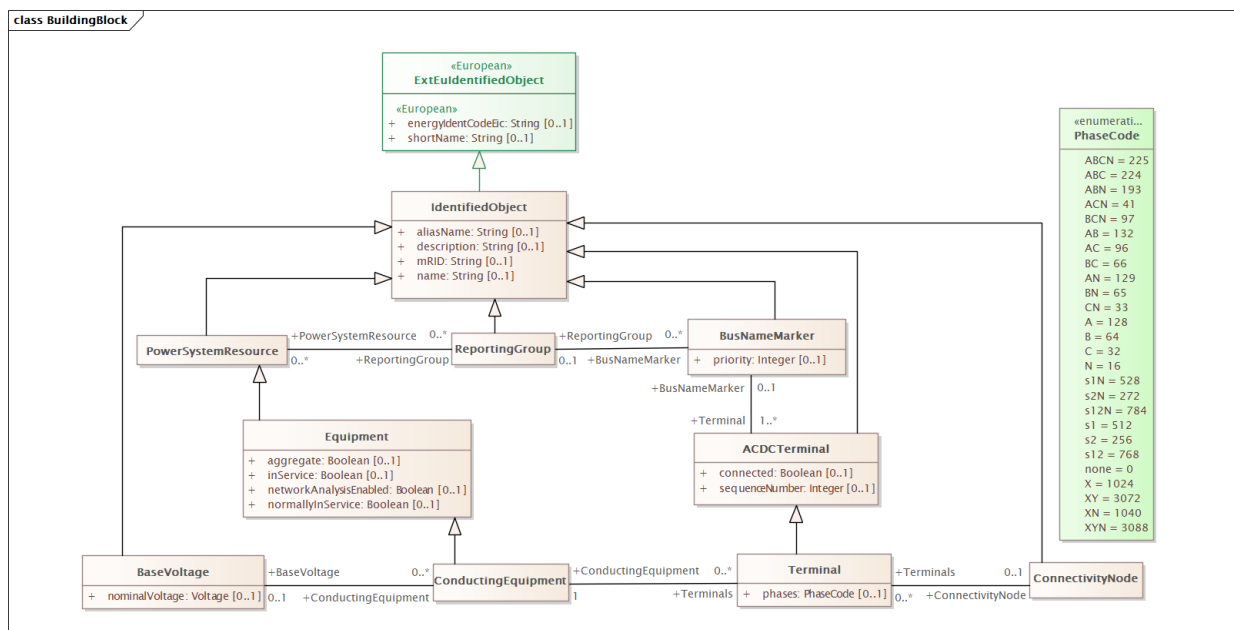 class BuildingBlock
«European»
ExtEuIdentifiedObject
«European»
+ energyIdentCodeEic: String [0..1]
+ shortName: String [0..1]
IdentifiedObject
+ aliasName: String [0..1]
+ description: String [0..1]
+ mRID: String [0..1]
+ name: String [0..1]
«enumerati...
PhaseCode
ABCN = 225
ABC = 224
ABN = 193
ACN = 41
BCN = 97
AB = 132
AC = 96
BC = 66
AN = 129
BN = 65
CN = 33
A = 128
B = 64
C = 32
N = 16
s1N = 528
s2N = 272
s12N = 784
s1 = 512
s2 = 256
s12 = 768
none = 0
X = 1024
XY = 3072
XN = 1040
XYN = 3088
PowerSystemResource
+PowerSystemResource 0..*
0..* +ReportingGroup
ReportingGroup
+ReportingGroup 0..*
0..1 +BusNameMarker
BusNameMarker
+ priority: Integer [0..1]
+BusNameMarker 0..1
+Terminal 1..*
Equipment
+ aggregate: Boolean [0..1]
+ inService: Boolean [0..1]
+ networkAnalysisEnabled: Boolean [0..1]
+ normallyInService: Boolean [0..1]
ACDCTerminal
+ connected: Boolean [0..1]
+ sequenceNumber: Integer [0..1]
BaseVoltage
+ nominalVoltage: Voltage [0..1]
+BaseVoltage 0..*
0..1 +ConductingEquipment
ConductingEquipment
+ConductingEquipment 0..*
1 +Terminals
Terminal
+ phases: PhaseCode [0..1]
+Terminals 0..1
0..* +ConnectivityNode
ConnectivityNode